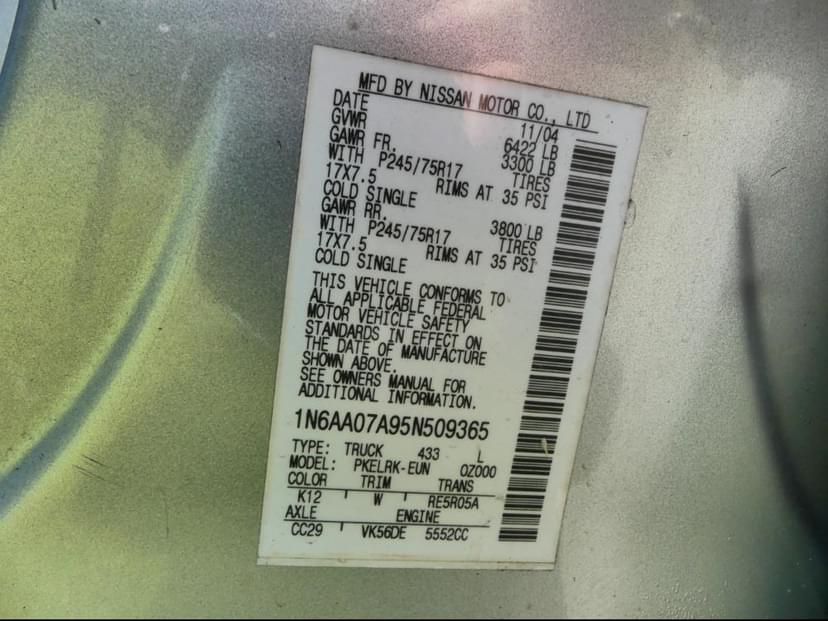 MFD BY NISSAN MOTOR CO., LTD
DATE 11/04
GVWR 6422 LB
GAWR FR. 3300 LB
WITH P245/75R17 TIRES
17X7.5 RIMS AT 35 PSI
COLD SINGLE
GAWR RR. 3800 LB
WITH P245/75R17 TIRES
17X7.5 RIMS AT 35 PSI
COLD SINGLE
THIS VEHICLE CONFORMS TO
ALL APPLICABLE FEDERAL
MOTOR VEHICLE SAFETY
STANDARDS IN EFFECT ON
THE DATE OF MANUFACTURE
SHOWN ABOVE.
SEE OWNERS MANUAL FOR
ADDITIONAL INFORMATION.
1N6AA07A95N509365
TYPE: TRUCK 433 L
MODEL: PKELRK-EUN OZ000
COLOR TRIM TRANS
K12 W RE5R05A
AXLE ENGINE
CC29 VK56DE 5552CC